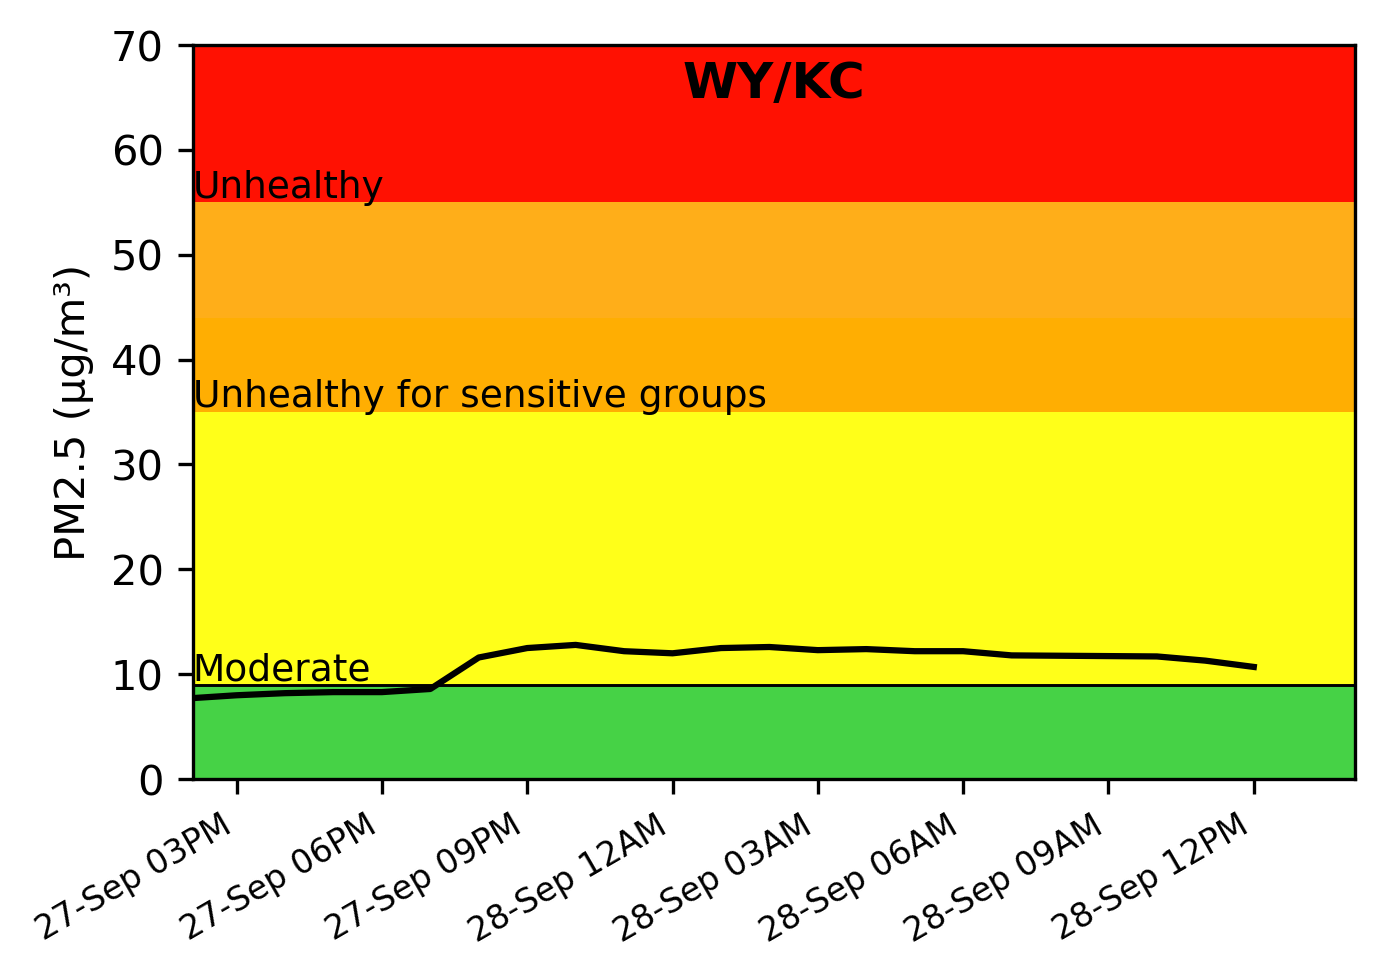 WY/KC
70
60
50
40
30
20
10
0
PM2.5 (µg/m³)
Unhealthy
Unhealthy for sensitive groups
Moderate
27-Sep 03PM
27-Sep 06PM
27-Sep 09PM
28-Sep 12AM
28-Sep 03AM
28-Sep 06AM
28-Sep 09AM
28-Sep 12PM